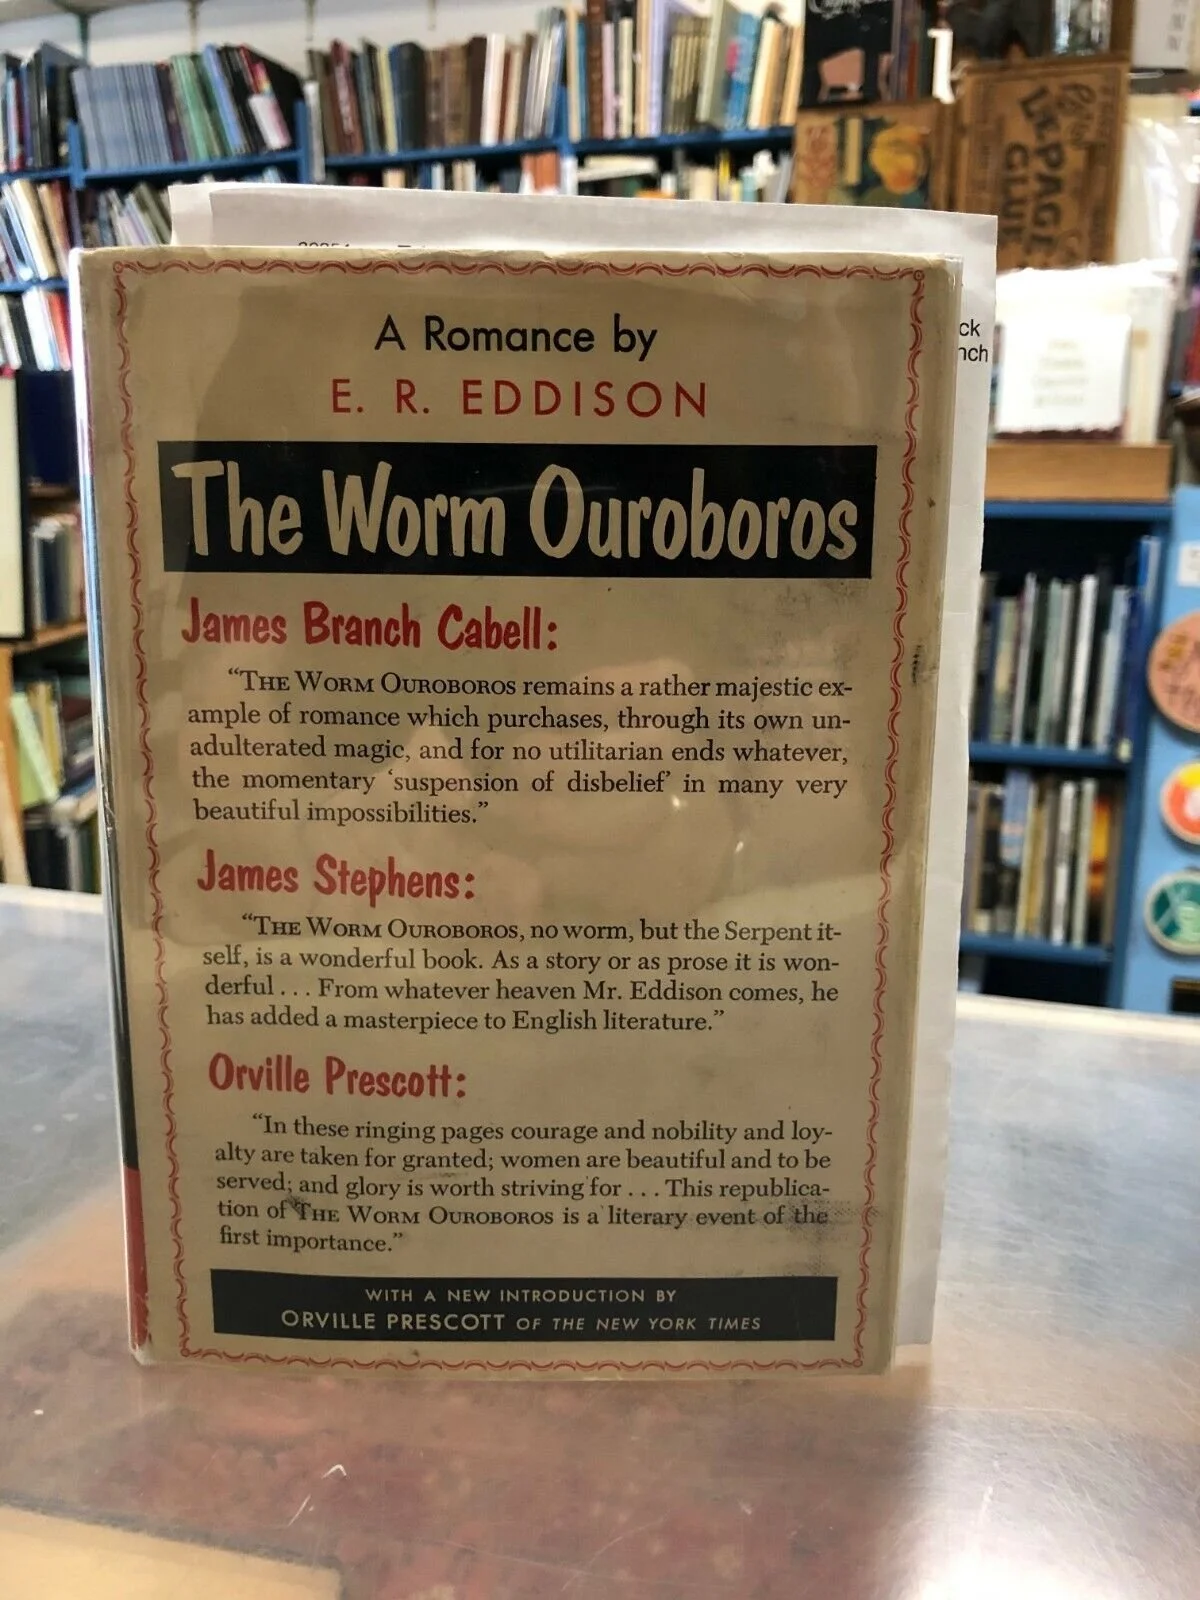 A Romance by
E. R. EDDISON
The Worm Ouroboros
James Branch Cabell:
“THE WORM OUROBOROS remains a rather majestic ex-
ample of romance which purchases, through its own un-
adulterated magic, and for no utilitarian ends whatever,
the momentary ‘suspension of disbelief’ in many very
beautiful impossibilities.”
James Stephens:
“THE WORM OUROBOROS, no worm, but the Serpent it-
self, is a wonderful book. As a story or as prose it is won-
derful . . . From whatever heaven Mr. Eddison comes, he
has added a masterpiece to English literature.”
Orville Prescott:
“In these ringing pages courage and nobility and loy-
alty are taken for granted; women are beautiful and to be
served; and glory is worth striving for . . . This republica-
tion of THE WORM OUROBOROS is a literary event of the
first importance.”
WITH A NEW INTRODUCTION BY
ORVILLE PRESCOTT OF THE NEW YORK TIMES
ck
nch
LEPAGE'S
GLUE